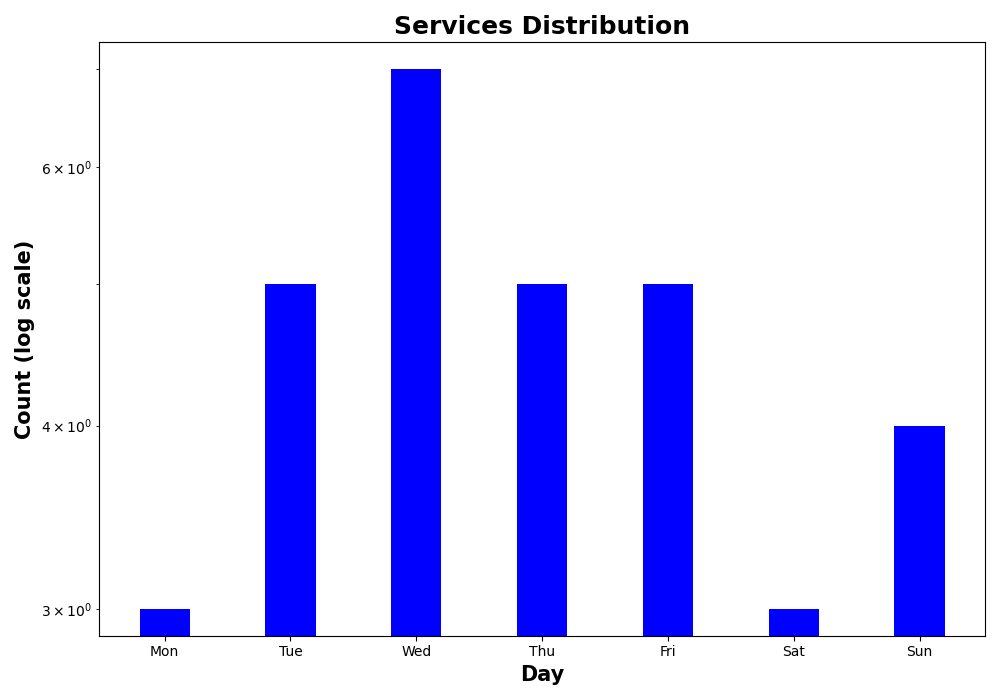 Services Distribution
Count (log scale)
6 × 10⁰
4 × 10⁰
3 × 10⁰
Mon Tue Wed Thu Fri Sat Sun
Day